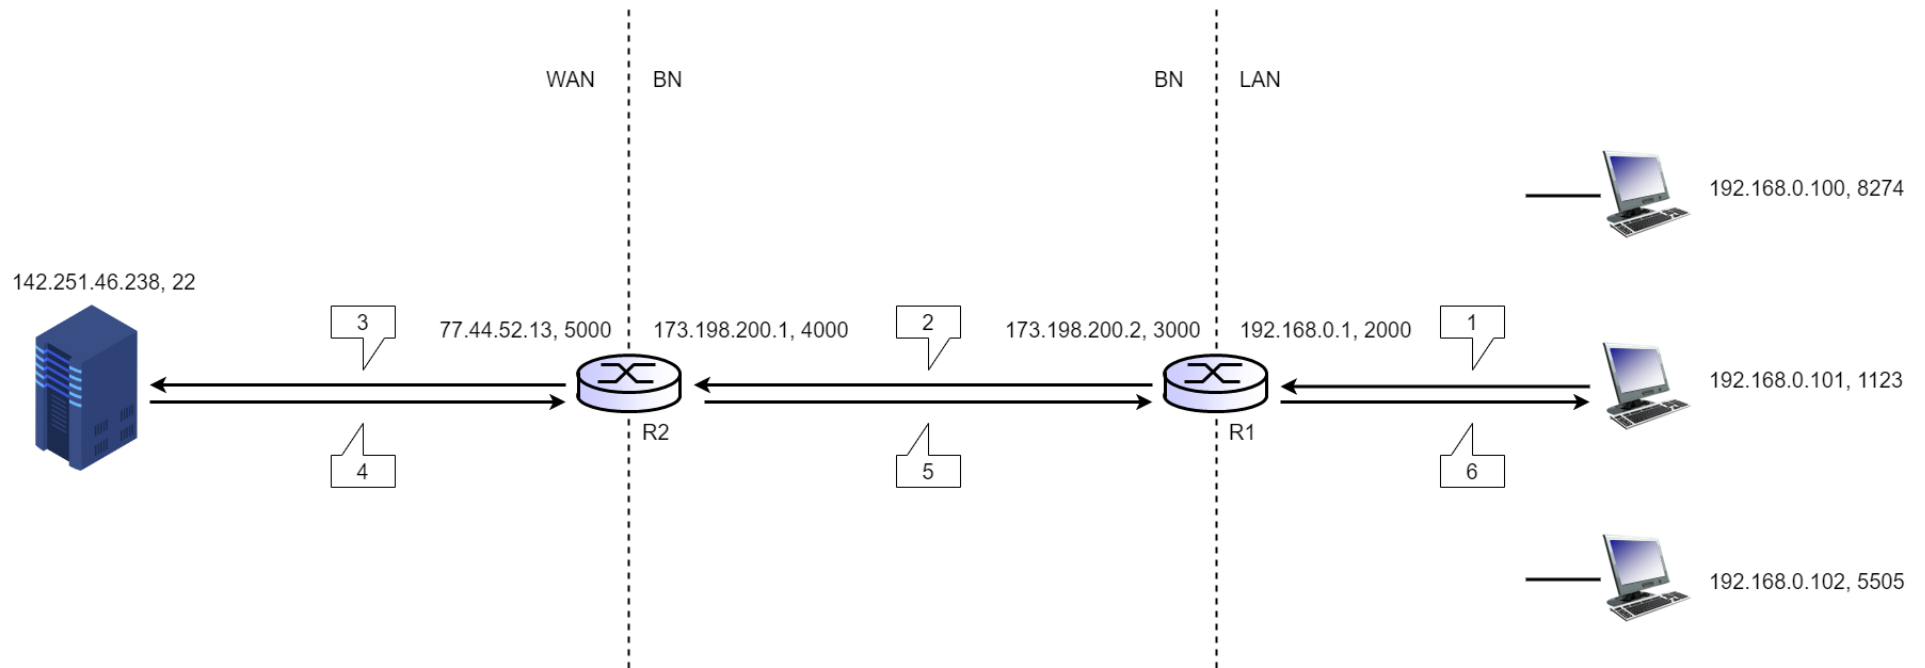 WAN
BN
BN
LAN
192.168.0.100, 8274
142.251.46.238, 22
3
77.44.52.13, 5000
173.198.200.1, 4000
2
173.198.200.2, 3000
192.168.0.1, 2000
1
192.168.0.101, 1123
R2
R1
4
5
6
192.168.0.102, 5505